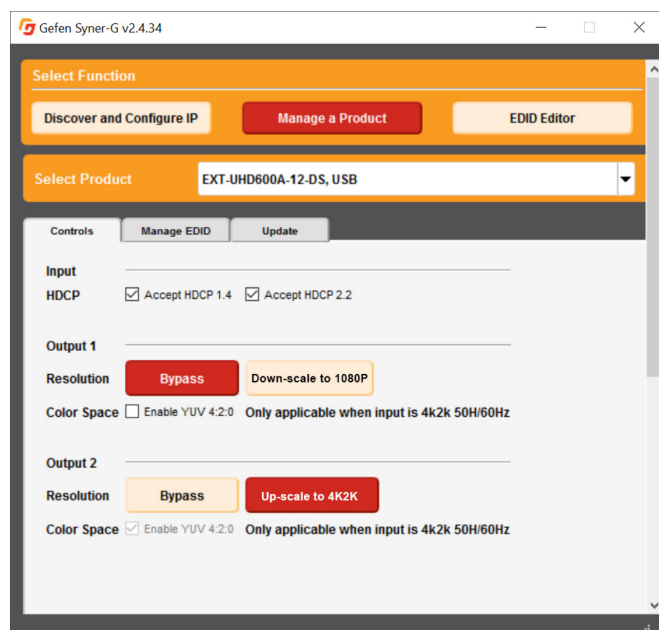 Gefen Syner-G v2.4.34
Select Function
Discover and Configure IP Manage a Product EDID Editor
Select Product EXT-UHD600A-12-DS, USB
Controls Manage EDID Update
Input
HDCP Accept HDCP 1.4 Accept HDCP 2.2
Output 1
Resolution Bypass Down-scale to 1080P
Color Space Enable YUV 4:2:0 Only applicable when input is 4k2k 50H/60Hz
Output 2
Resolution Bypass Up-scale to 4K2K
Color Space Enable YUV 4:2:0 Only applicable when input is 4k2k 50H/60Hz